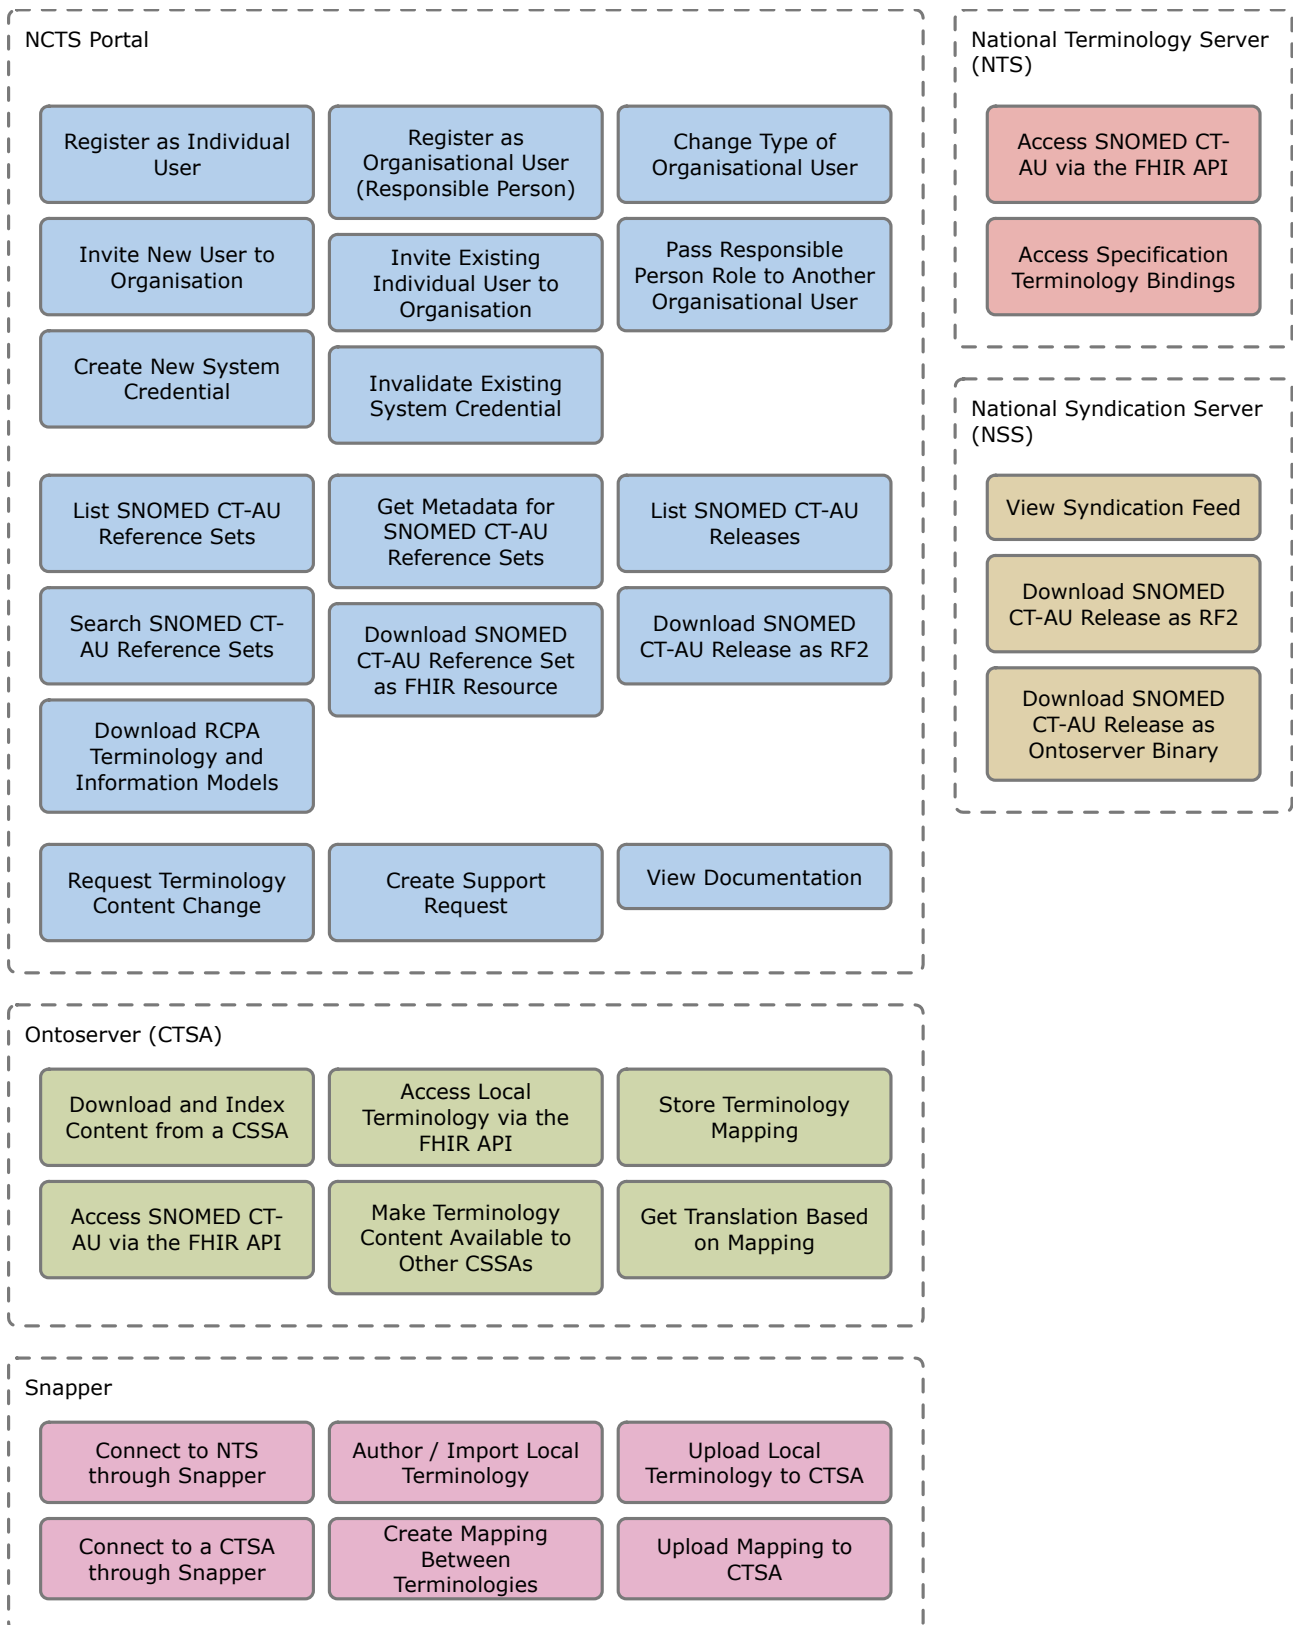 NCTS Portal
Register as Individual
User
Register as
Organisational User
(Responsible Person)
Change Type of
Organisational User
Invite New User to
Organisation
Invite Existing
Individual User to
Organisation
Pass Responsible
Person Role to Another
Organisational User
Create New System
Credential
Invalidate Existing
System Credential
List SNOMED CT-AU
Reference Sets
Get Metadata for
SNOMED CT-AU
Reference Sets
List SNOMED CT-AU
Releases
Search SNOMED CT-
AU Reference Sets
Download SNOMED
CT-AU Reference Set
as FHIR Resource
Download SNOMED
CT-AU Release as RF2
Download RCPA
Terminology and
Information Models
Request Terminology
Content Change
Create Support
Request
View Documentation
National Terminology Server
(NTS)
Access SNOMED CT-
AU via the FHIR API
Access Specification
Terminology Bindings
National Syndication Server
(NSS)
View Syndication Feed
Download SNOMED
CT-AU Release as RF2
Download SNOMED
CT-AU Release as
Ontoserver Binary
Ontoserver (CTSA)
Download and Index
Content from a CSSA
Access Local
Terminology via the
FHIR API
Store Terminology
Mapping
Access SNOMED CT-
AU via the FHIR API
Make Terminology
Content Available to
Other CSSAs
Get Translation Based
on Mapping
Snapper
Connect to NTS
through Snapper
Author / Import Local
Terminology
Upload Local
Terminology to CTSA
Connect to a CTSA
through Snapper
Create Mapping
Between
Terminologies
Upload Mapping to
CTSA